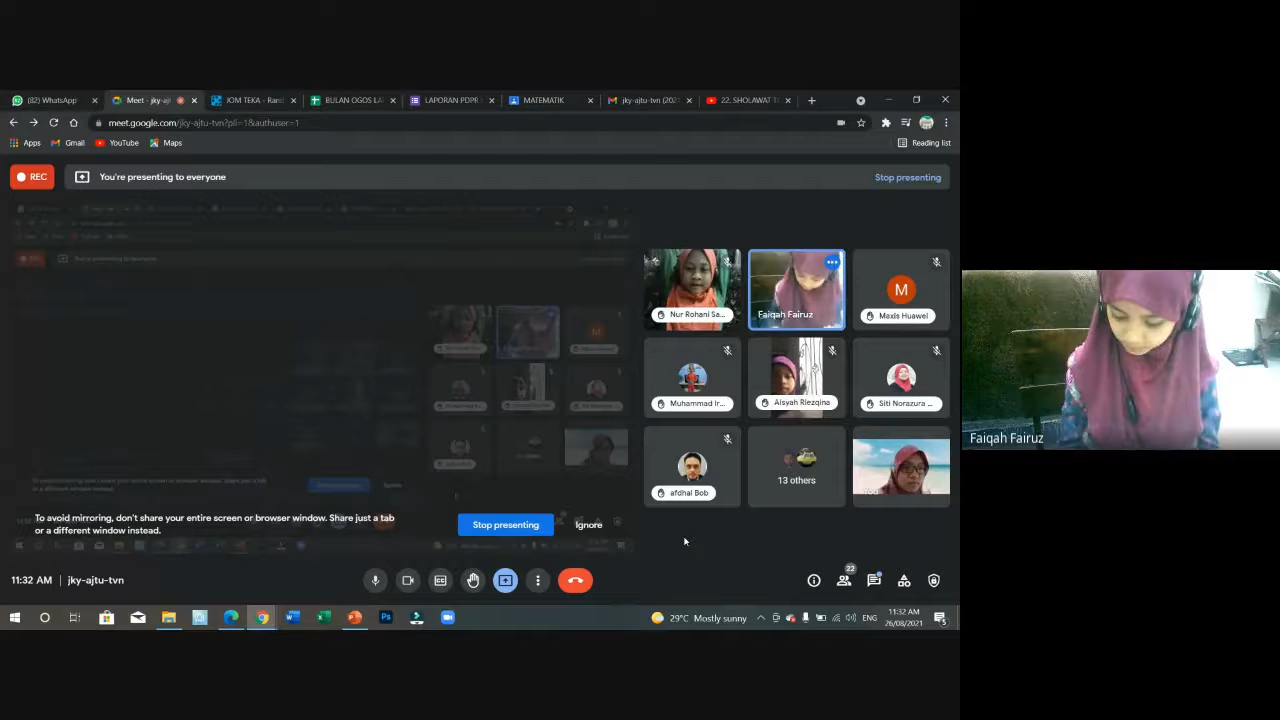 (82) WhatsApp
Meet - jky-aj
JOM TEKA - Ran
BULAN OGOS LA
LAPORAN PDPR
MATEMATIK
jky-ajtu-tvn (202
22. SHOLAWAT T
meet.google.com/jky-ajtu-tvn?pli=1&authuser=1
Apps
Gmail
YouTube
Maps
Reading list
REC
You're presenting to everyone
Stop presenting
Nur Rohani Sa...
Faiqah Fairuz
M
Maxis Huawei
Muhammad Ir...
Aisyah RIezqina
Siti Norazura ...
afdhal Bob
13 others
To avoid mirroring, don't share your entire screen or browser window. Share just a tab
or a different window instead.
Stop presenting
Ignore
Faiqah Fairuz
11:32 AM | jky-ajtu-tvn
22
29°C Mostly sunny
ENG
11:32 AM
26/08/2021
5